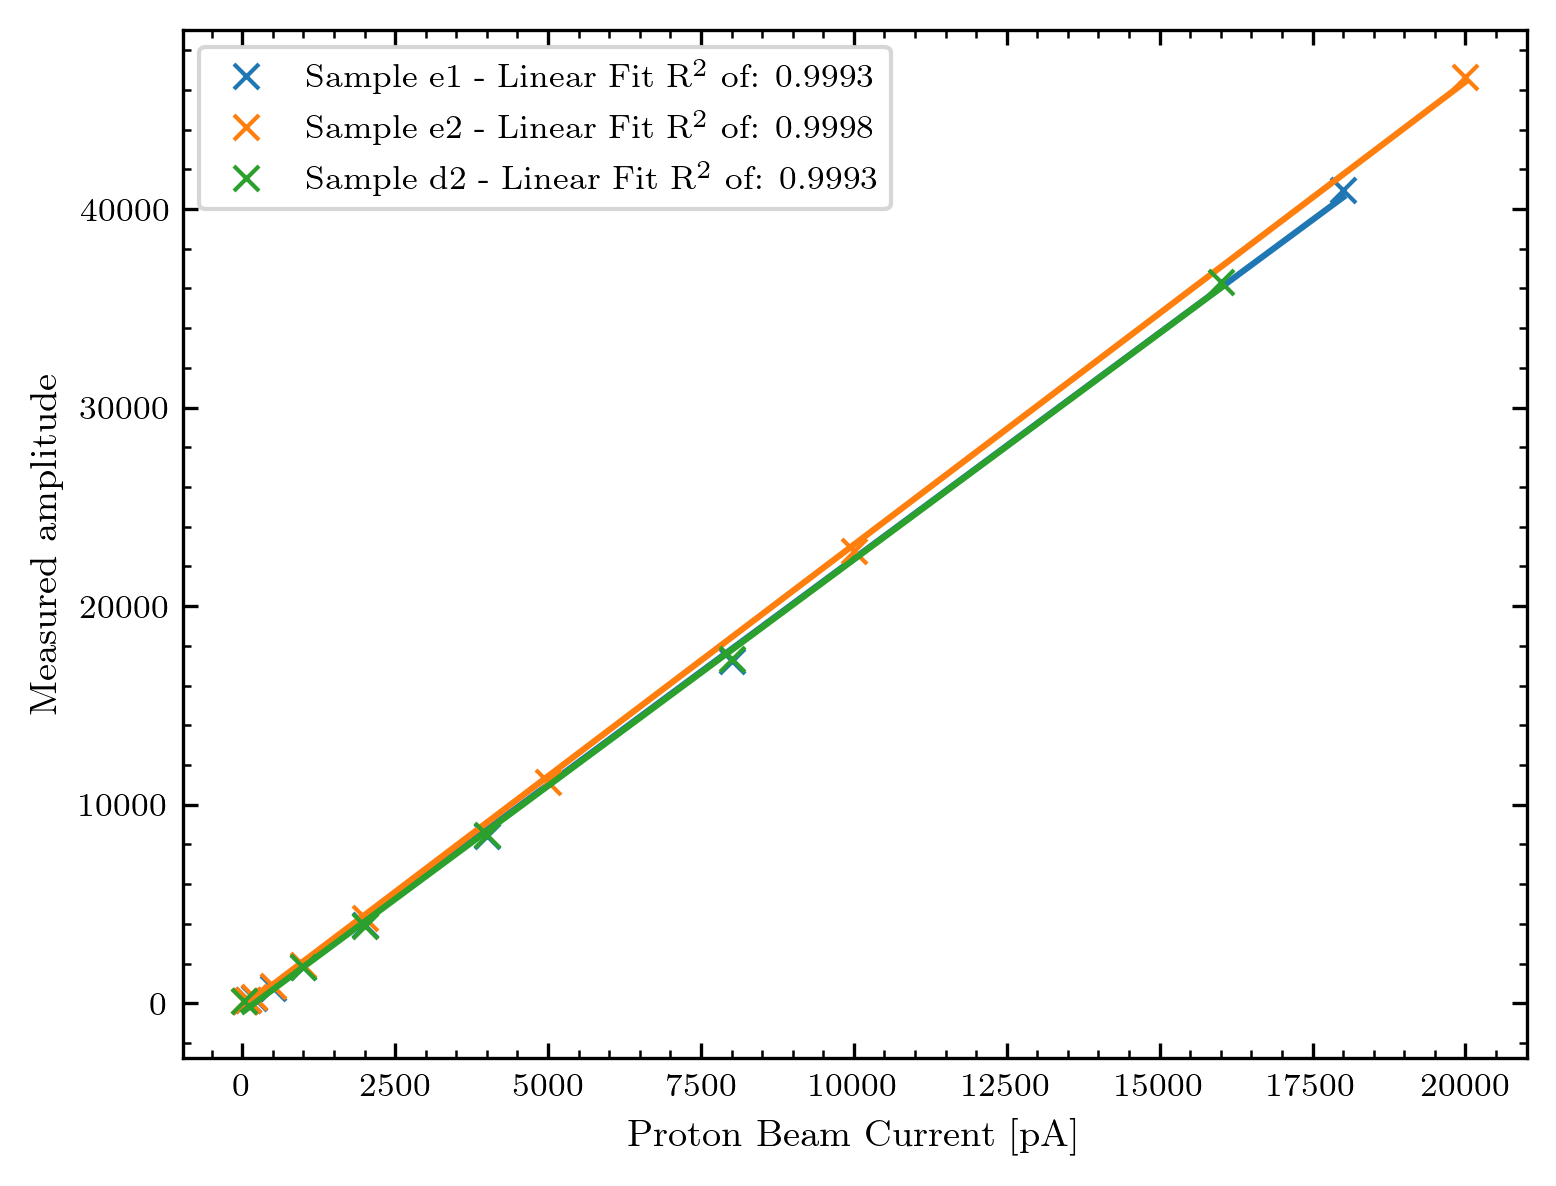 Sample e1 - Linear Fit R² of: 0.9993
Sample e2 - Linear Fit R² of: 0.9998
Sample d2 - Linear Fit R² of: 0.9993
40000
30000
20000
10000
0
Measured amplitude
0 2500 5000 7500 10000 12500 15000 17500 20000
Proton Beam Current [pA]